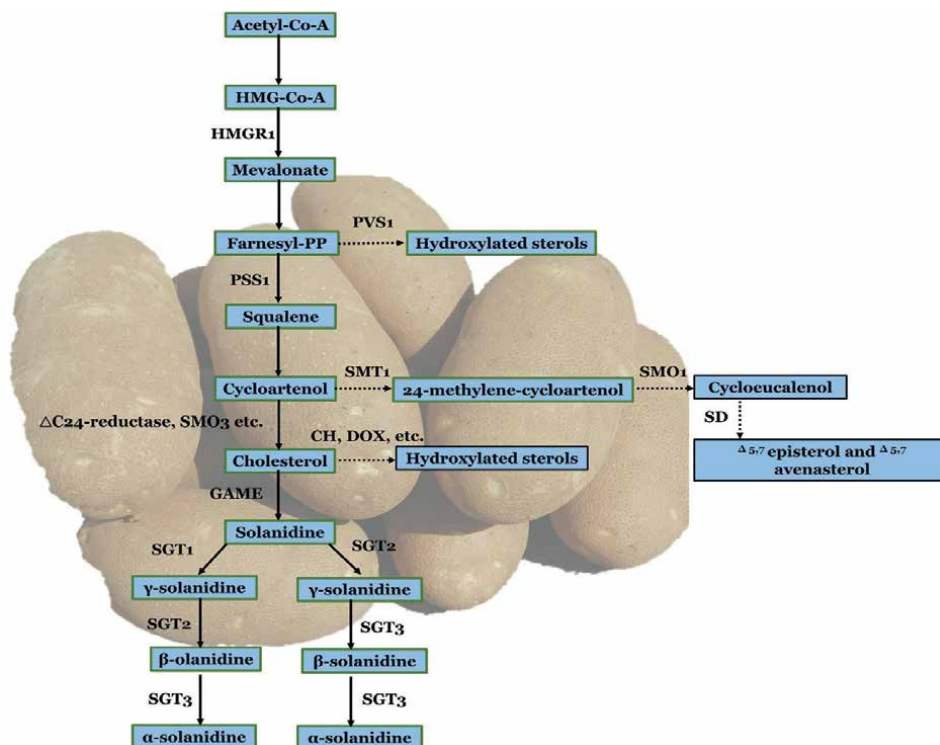 Acetyl-Co-A
HMG-Co-A
HMGR1
Mevalonate
PVS1
Farnesyl-PP
Hydroxylated sterols
PSS1
Squalene
SMT1
SMO1
Cycloartenol
24-methylene-cycloartenol
Cycloeucalenol
△C24-reductase, SMO3 etc.
SD
CH, DOX, etc.
Cholesterol
Hydroxylated sterols
Δ 5,7 episterol and Δ 5,7
avenasterol
GAME
Solanidine
SGT1
SGT2
γ-solanidine
γ-solanidine
SGT2
SGT3
β-olanidine
β-solanidine
SGT3
SGT3
α-solanidine
α-solanidine